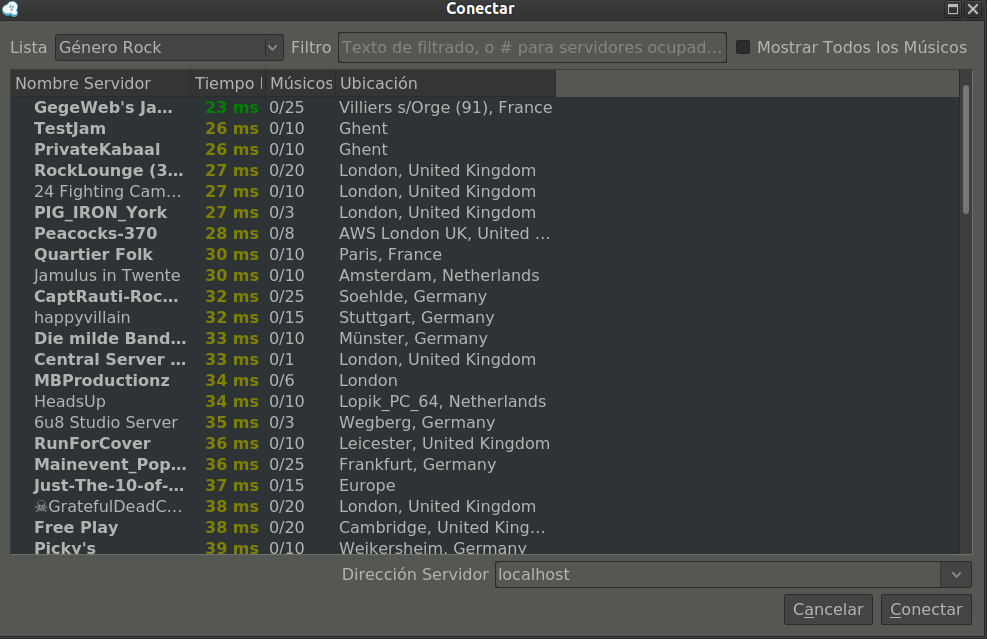 Conectar
Lista Género Rock Filtro Texto de filtrado, o # para servidores ocupad... Mostrar Todos los Músicos
Nombre Servidor Tiempo Músicos Ubicación
GegeWeb's Ja... 23 ms 0/25 Villiers s/Orge (91), France
TestJam 26 ms 0/10 Ghent
PrivateKabaal 26 ms 0/10 Ghent
RockLounge (3... 27 ms 0/20 London, United Kingdom
24 Fighting Cam... 27 ms 0/10 London, United Kingdom
PIG_IRON_York 27 ms 0/3 London, United Kingdom
Peacocks-370 28 ms 0/8 AWS London UK, United ...
Quartier Folk 30 ms 0/10 Paris, France
Jamulus in Twente 30 ms 0/10 Amsterdam, Netherlands
CaptRauti-Roc... 32 ms 0/25 Soehlde, Germany
happyvillain 32 ms 0/15 Stuttgart, Germany
Die milde Band... 33 ms 0/10 Münster, Germany
Central Server ... 33 ms 0/1 London, United Kingdom
MBProductionz 34 ms 0/6 London
HeadsUp 34 ms 0/10 Lopik_PC_64, Netherlands
6u8 Studio Server 35 ms 0/3 Wegberg, Germany
RunForCover 36 ms 0/10 Leicester, United Kingdom
Mainevent_Pop... 36 ms 0/25 Frankfurt, Germany
Just-The-10-of-... 37 ms 0/15 Europe
☠GratefulDeadC... 38 ms 0/20 London, United Kingdom
Free Play 38 ms 0/20 Cambridge, United King...
Picky's 39 ms 0/10 Weikersheim, Germany
Dirección Servidor localhost
Cancelar Conectar